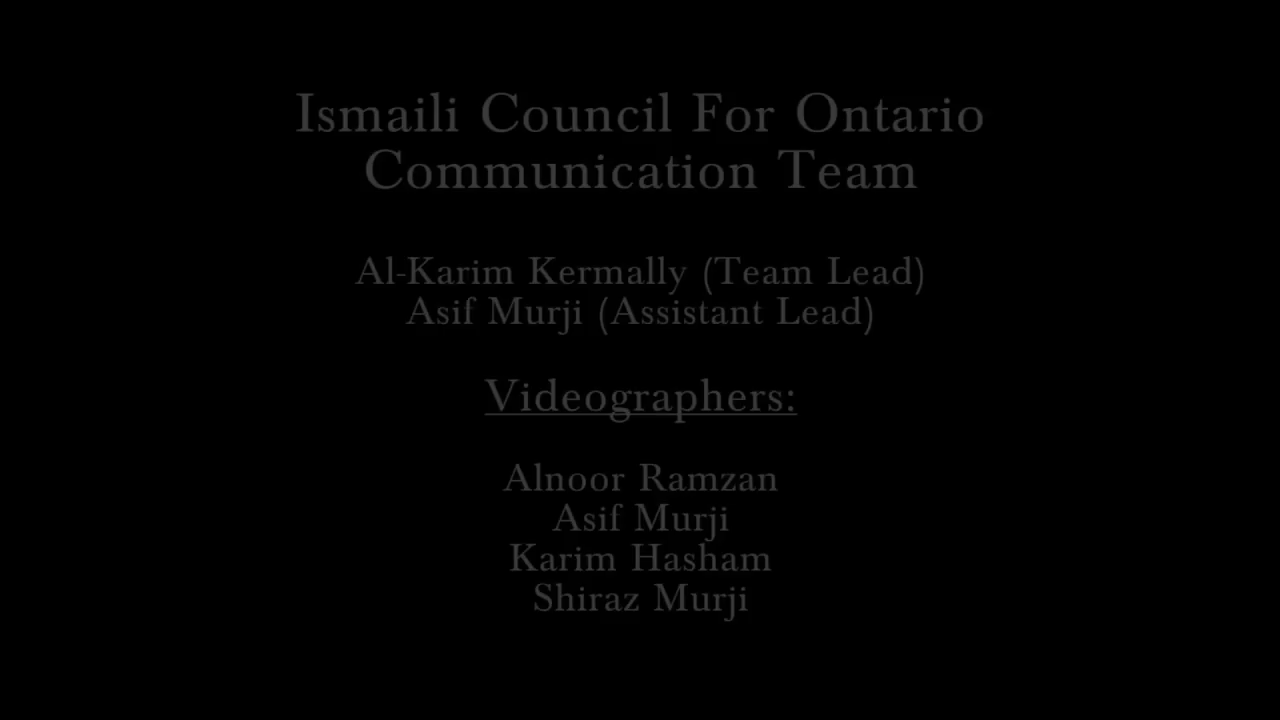 Ismaili Council For Ontario
Communication Team
Al-Karim Kermally (Team Lead)
Asif Murji (Assistant Lead)
Videographers:
Alnoor Ramzan
Asif Murji
Karim Hasham
Shiraz Murji